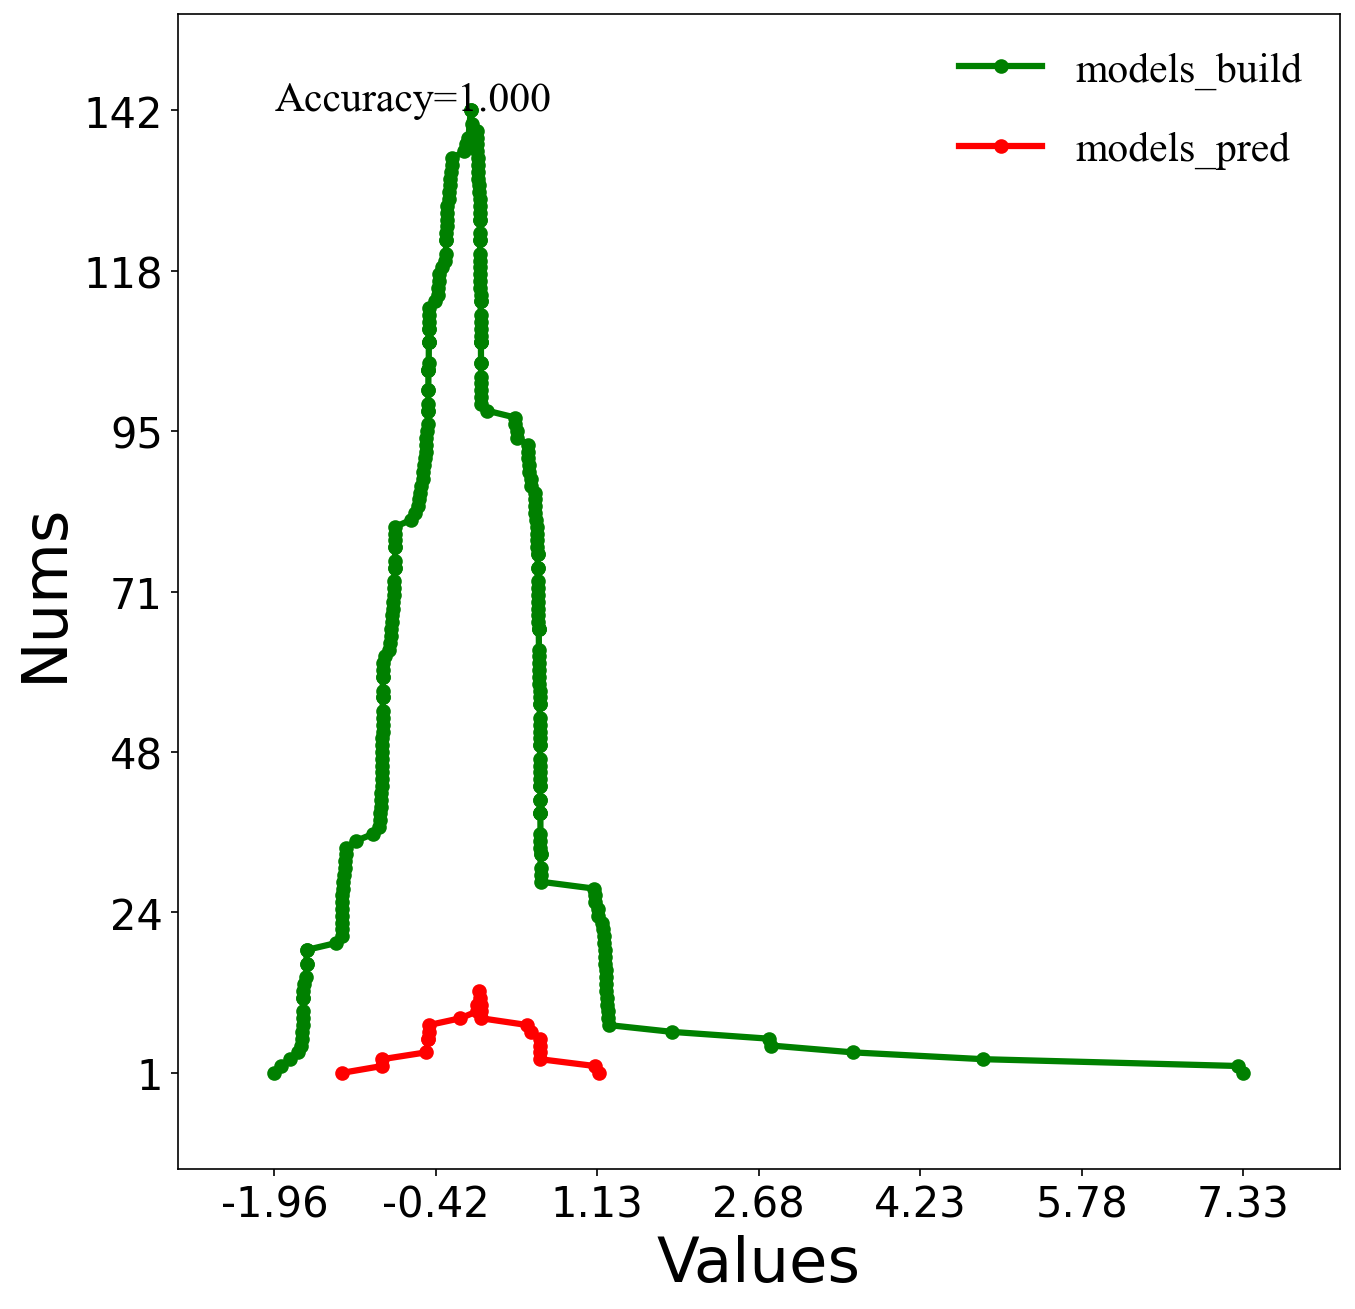 Accuracy=1.000
models_build
models_pred
142
118
95
71
48
24
1
Nums
-1.96 -0.42 1.13 2.68 4.23 5.78 7.33
Values